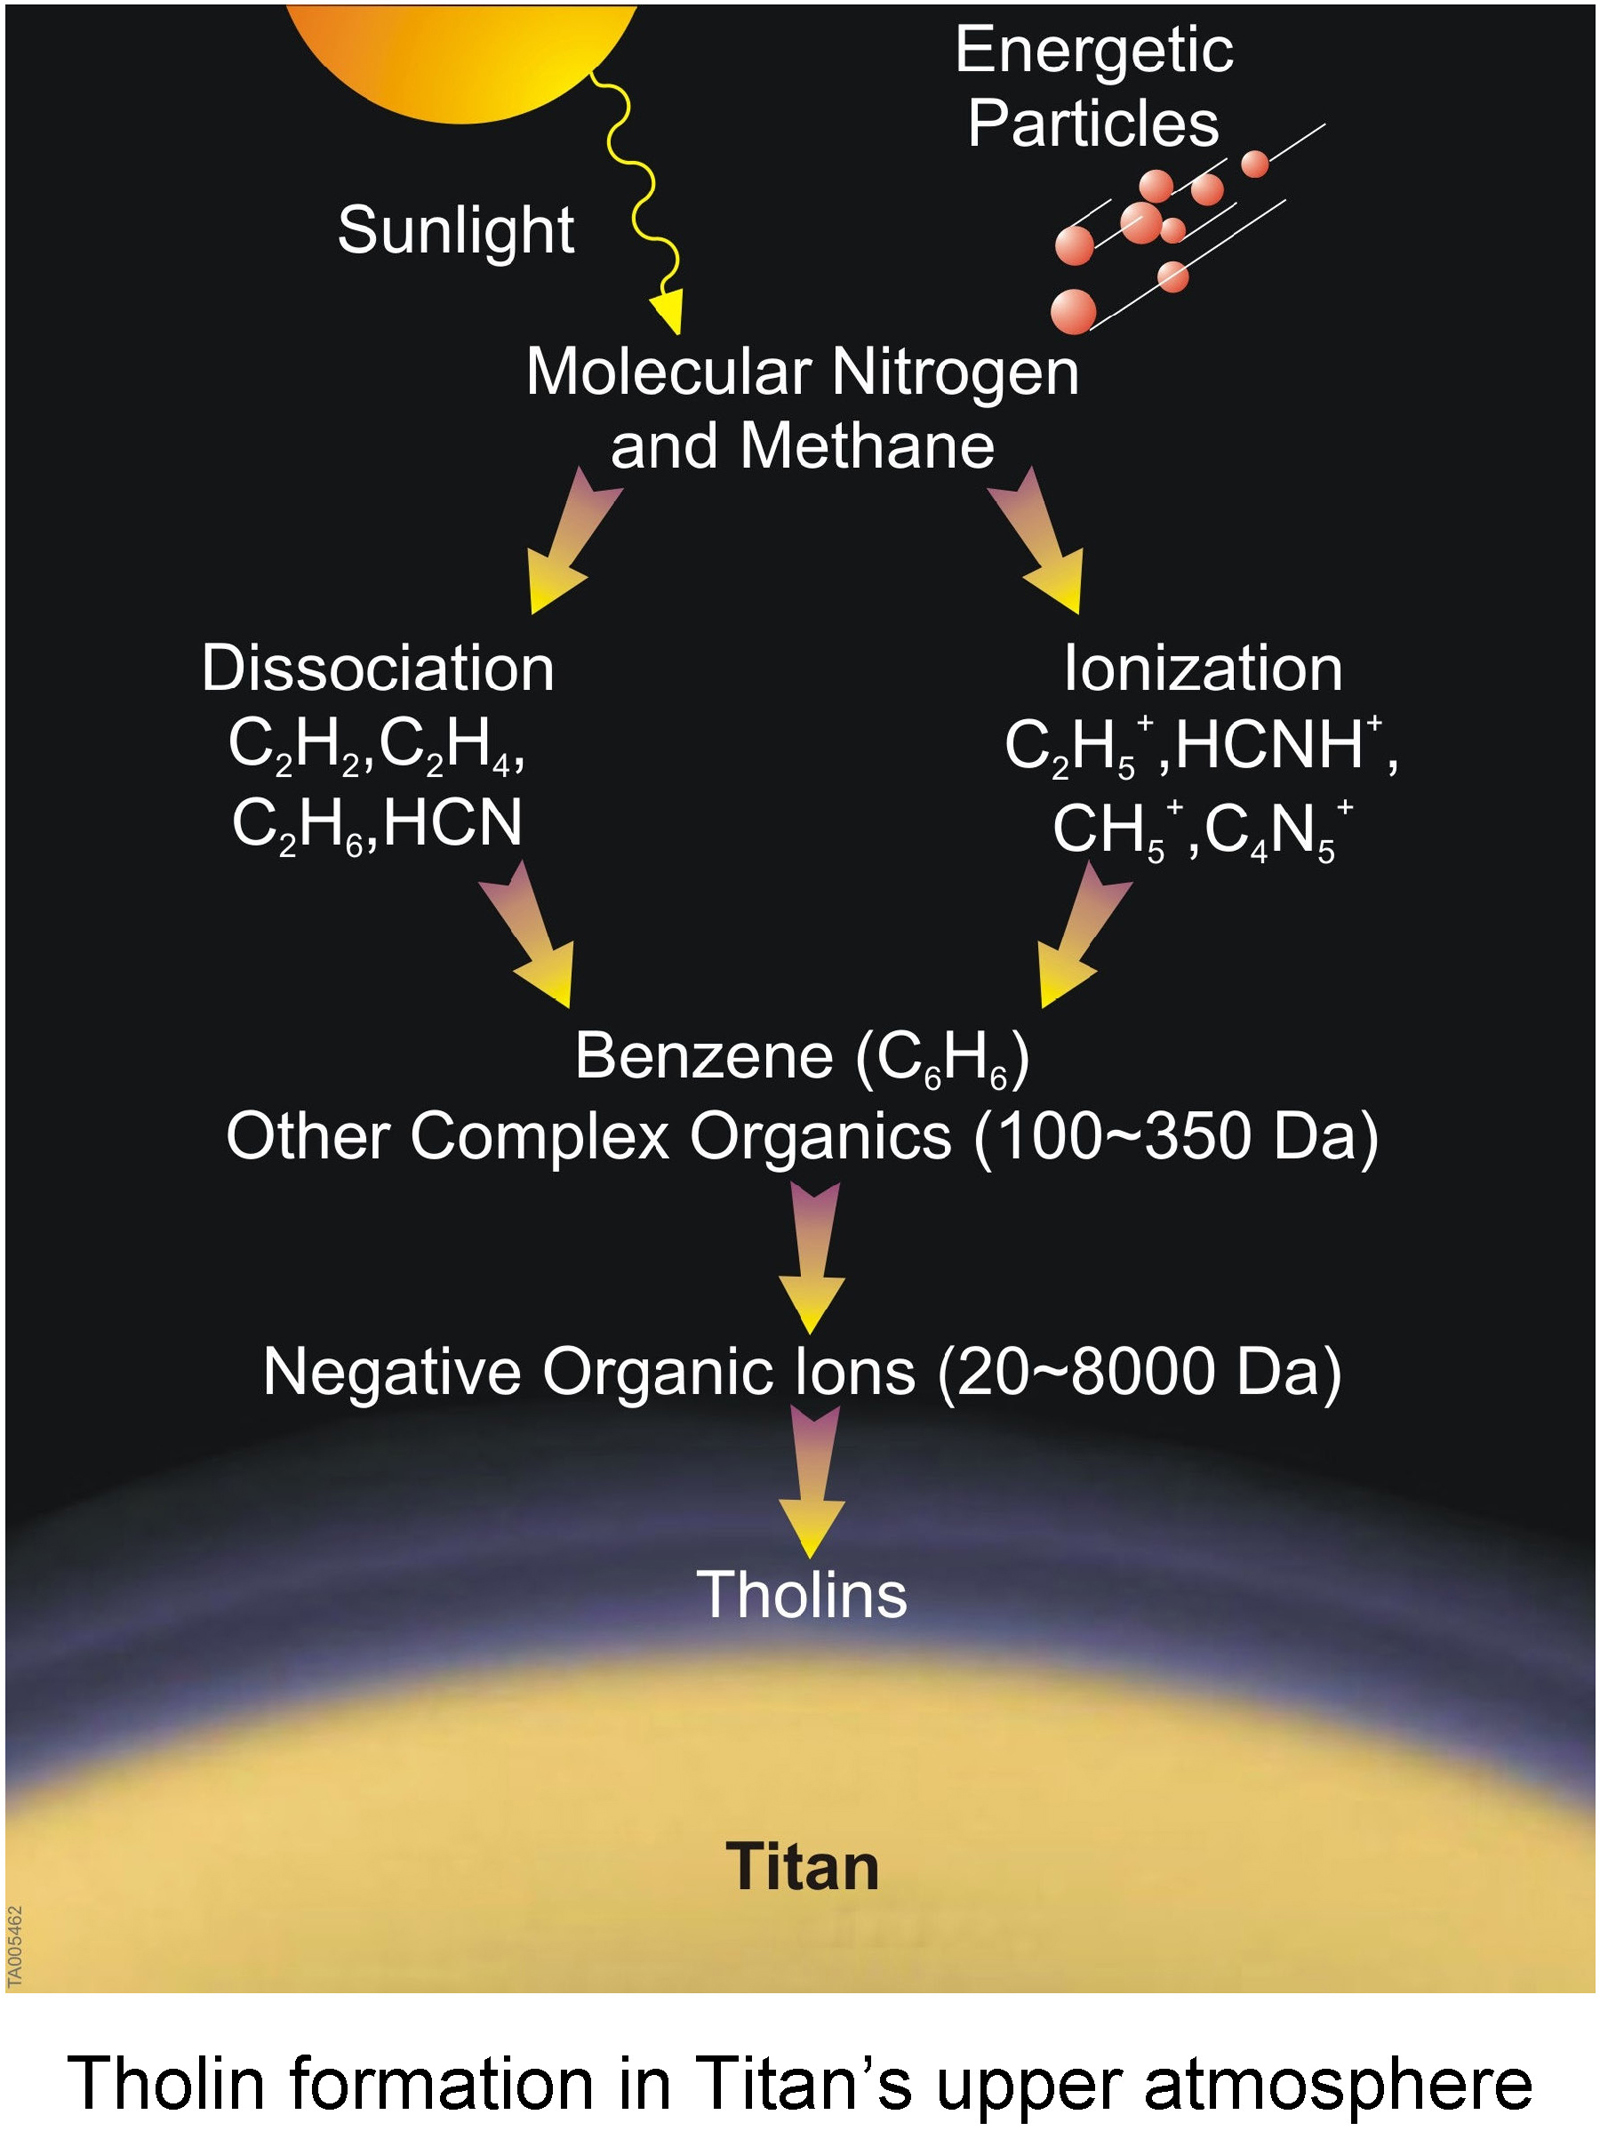 Energetic
Particles
Sunlight
Molecular Nitrogen
and Methane
Dissociation
C₂H₂,C₂H₄,
C₂H₆,HCN
Ionization
C₂H₅⁺,HCNH⁺,
CH₅⁺,C₄N₅⁺
Benzene (C₆H₆)
Other Complex Organics (100~350 Da)
Negative Organic Ions (20~8000 Da)
Tholins
Titan
TA005462
Tholin formation in Titan’s upper atmosphere